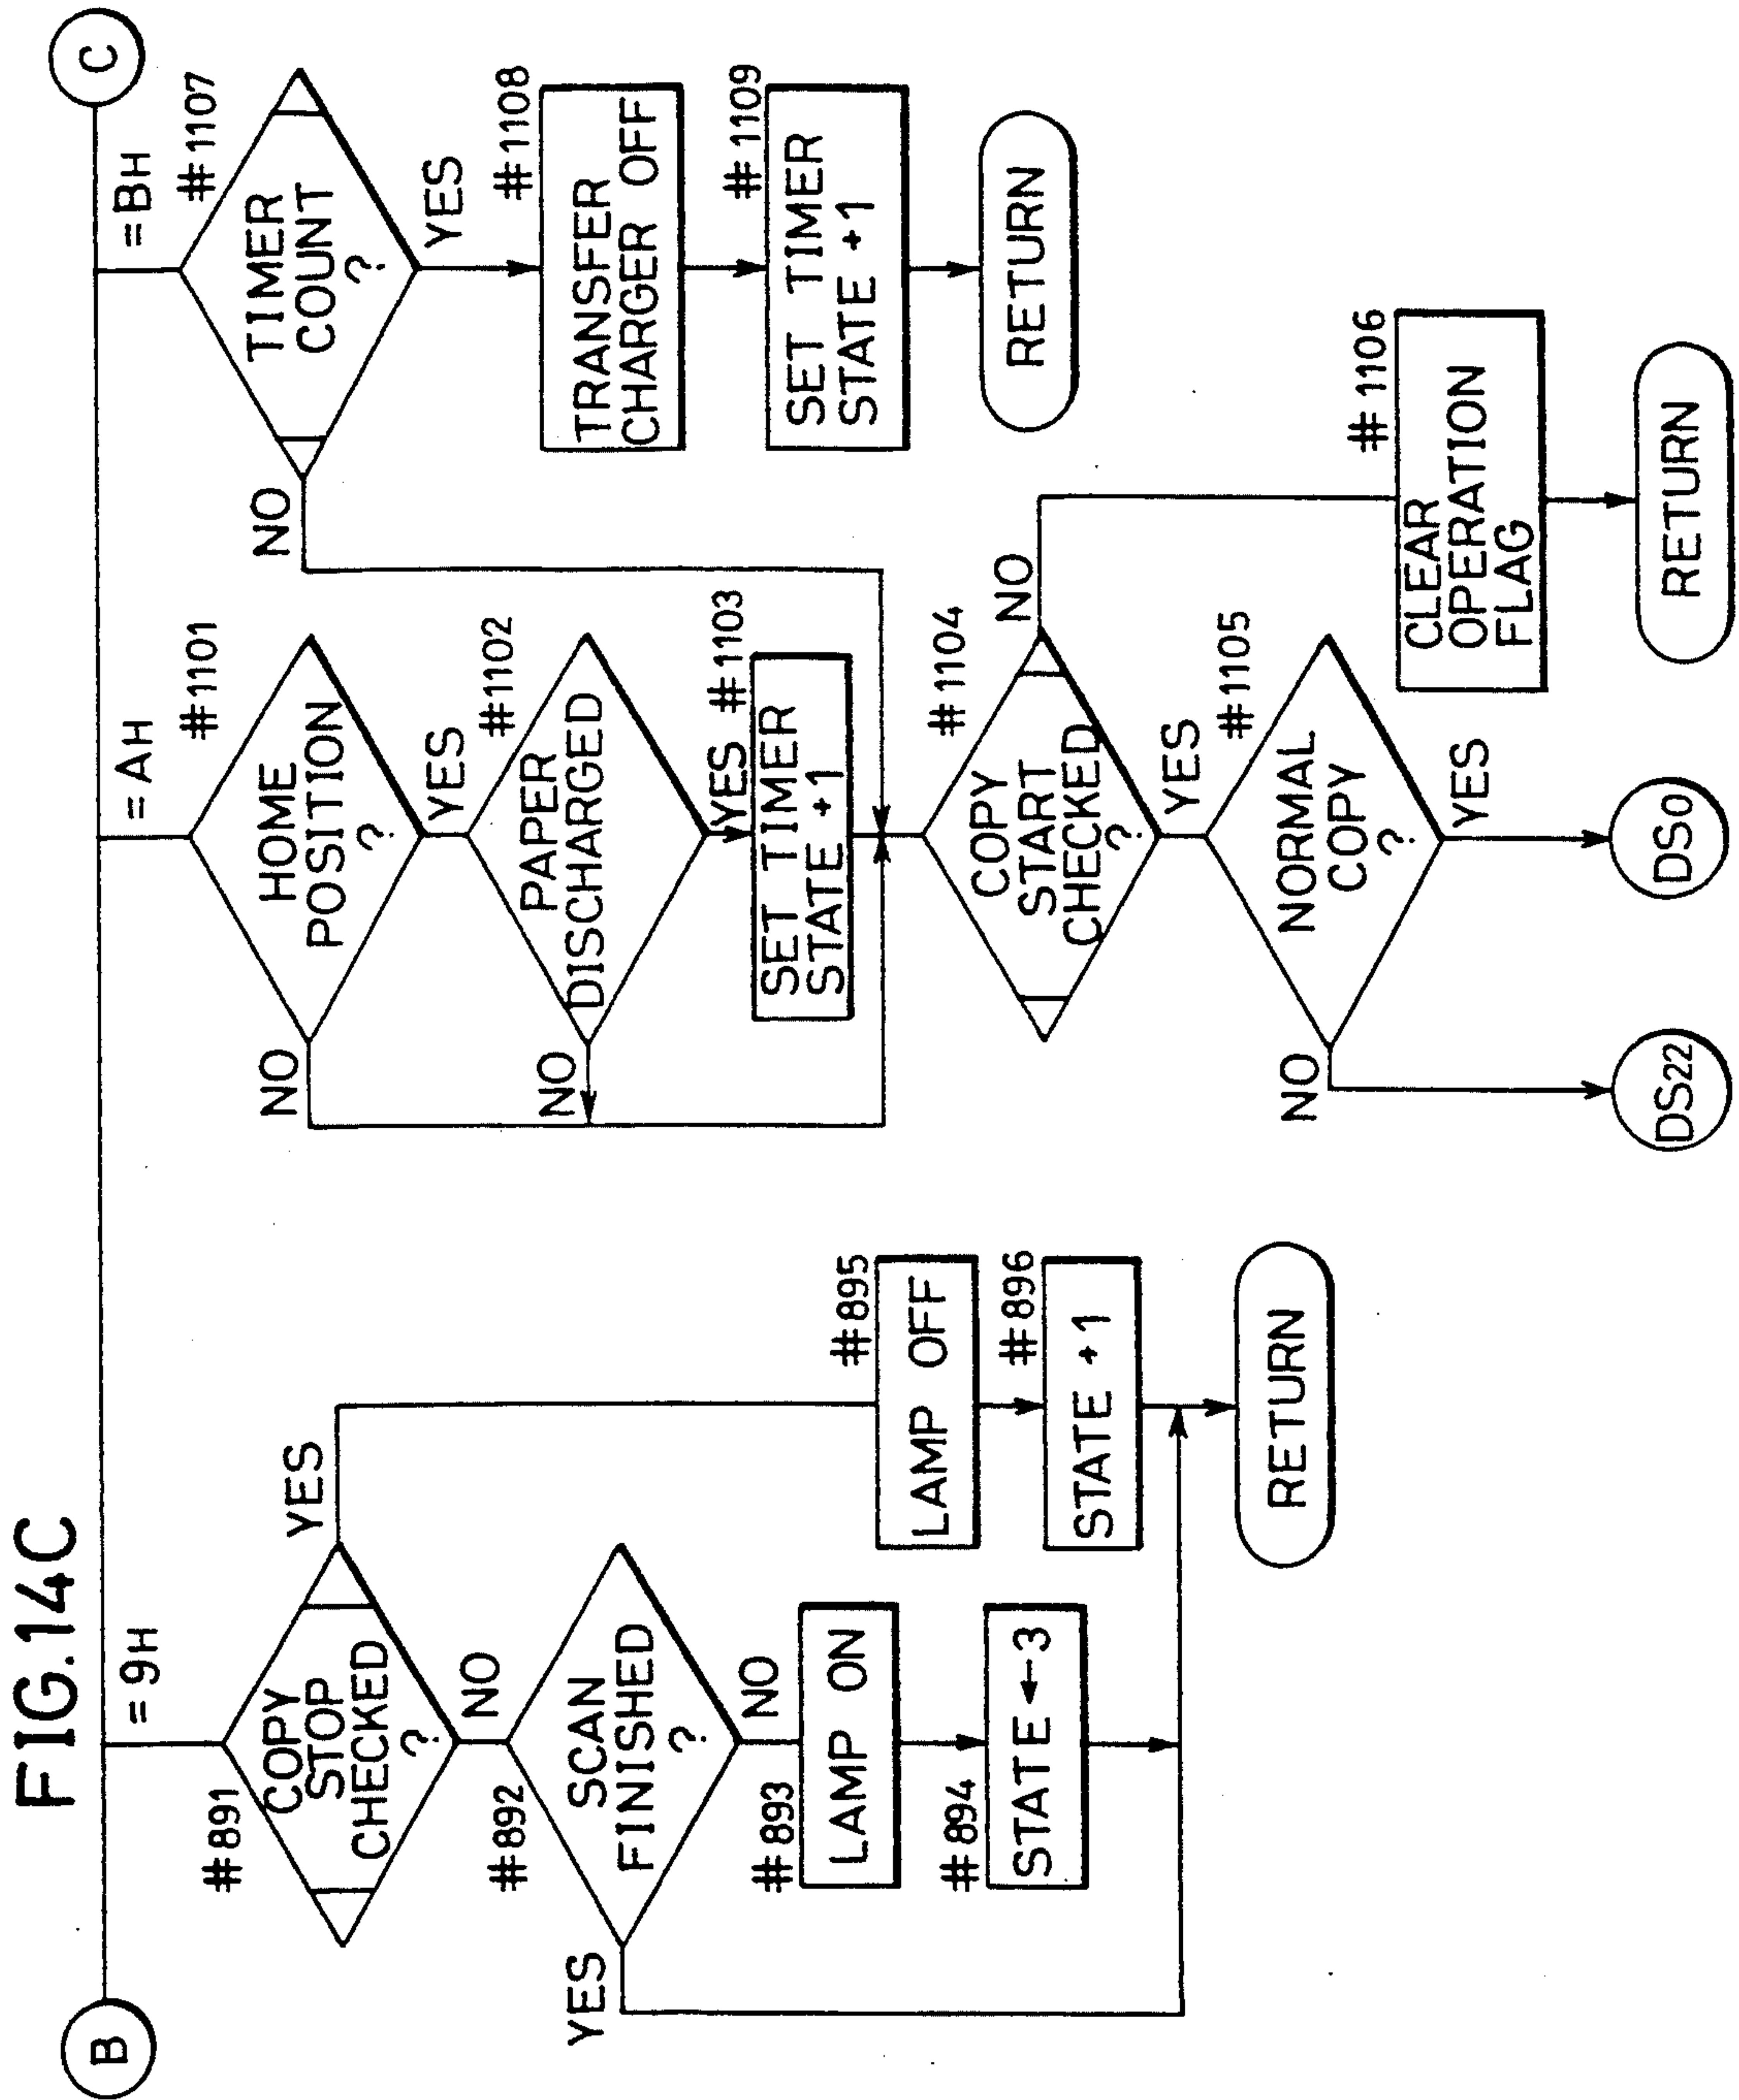 FIG.14C
B
C
=9H
#891
COPY
STOP
CHECKED
?
YES
NO
#892
SCAN
FINISHED
?
YES
NO
#893
LAMP ON
#894
STATE←3
#895
LAMP OFF
#896
STATE +1
RETURN
=AH
#1101
HOME
POSITION
?
NO
YES
#1102
PAPER
DISCHARGED
NO
YES
#1103
SET TIMER
STATE +1
#1104
COPY
START
CHECKED
?
NO
YES
#1105
NORMAL
COPY
?
NO
YES
DS22
DS0
#1106
CLEAR
OPERATION
FLAG
RETURN
=BH
#1107
TIMER
COUNT
?
NO
YES
#1108
TRANSFER
CHARGER OFF
#1109
SET TIMER
STATE +1
RETURN